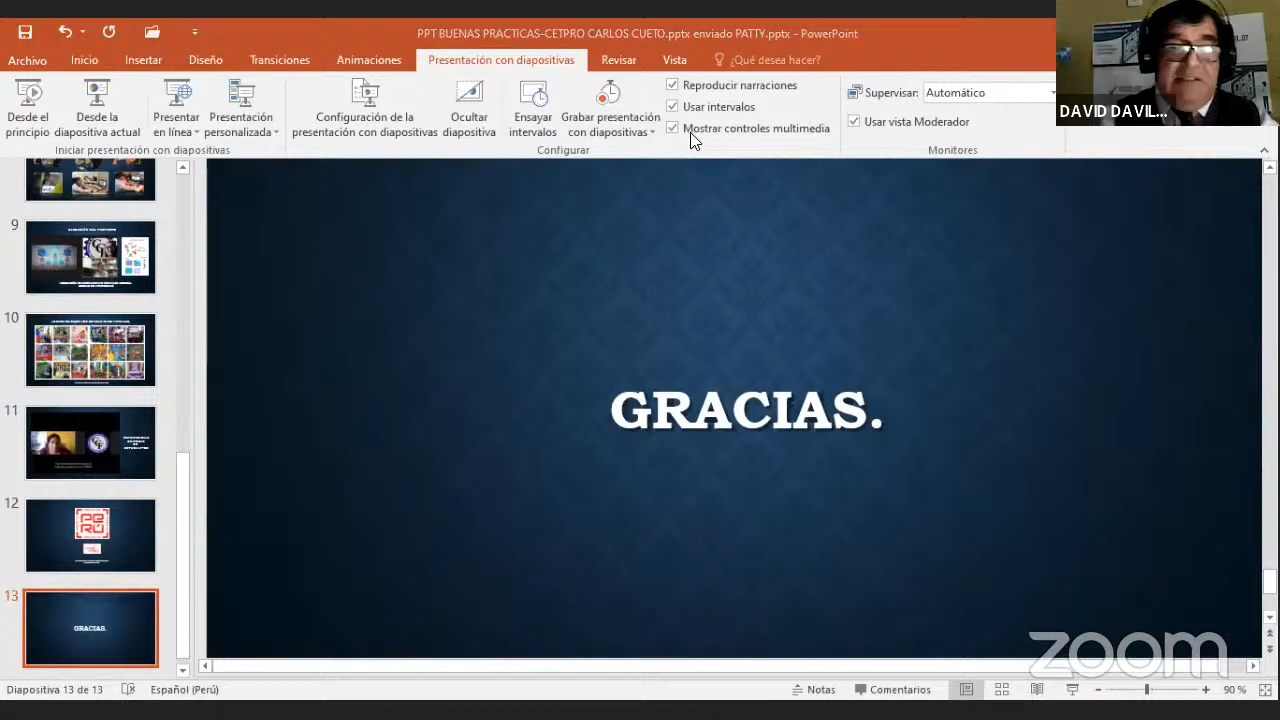 PPT BUENAS PRACTICAS-CETPRO CARLOS CUETO.pptx enviado PATTY.pptx - PowerPoint
Archivo Inicio Insertar Diseño Transiciones Animaciones Presentación con diapositivas Revisar Vista ¿Qué desea hacer?
Desde el principio
Desde la diapositiva actual
Presentar en línea
Presentación personalizada
Iniciar presentación con diapositivas
Configuración de la presentación con diapositivas
Ocultar diapositiva
Ensayar intervalos
Grabar presentación con diapositivas
Reproducir narraciones
Usar intervalos
Mostrar controles multimedia
Configurar
Supervisar: Automático
Usar vista Moderador
Monitores
DAVID DAVIL...
9
10
11
12
PERÚ
13
GRACIAS.
GRACIAS.
zoom
Diapositiva 13 de 13 Español (Perú) Notas Comentarios 90 %